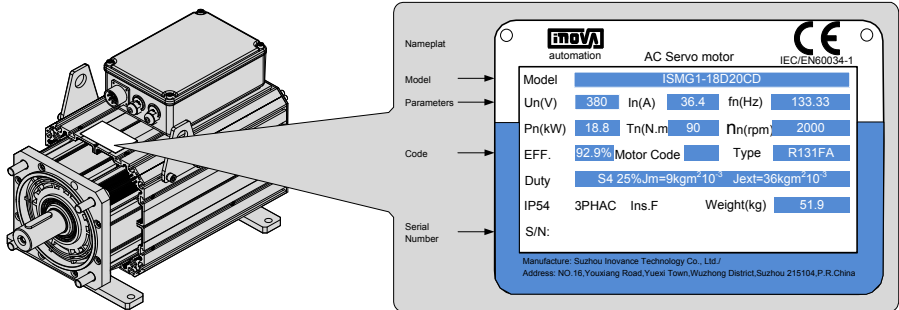 Nameplat
Model
Parameters
Code
Serial
Number
inoVA
automation
AC Servo motor
CE
IEC/EN60034-1
Model ISMG1-18D20CD
Un(V) 380 In(A) 36.4 fn(Hz) 133.33
Pn(kW) 18.8 Tn(N.m 90 nn(rpm) 2000
EFF. 92.9% Motor Code Type R131FA
Duty S4 25%Jm=9kgm²10⁻³ Jext=36kgm²10⁻³
IP54 3PHAC Ins.F Weight(kg) 51.9
S/N:
Manufacture: Suzhou Inovance Technology Co., Ltd./
Address: NO.16,Youxiang Road,Yuexi Town,Wuzhong District,Suzhou 215104,P.R.China